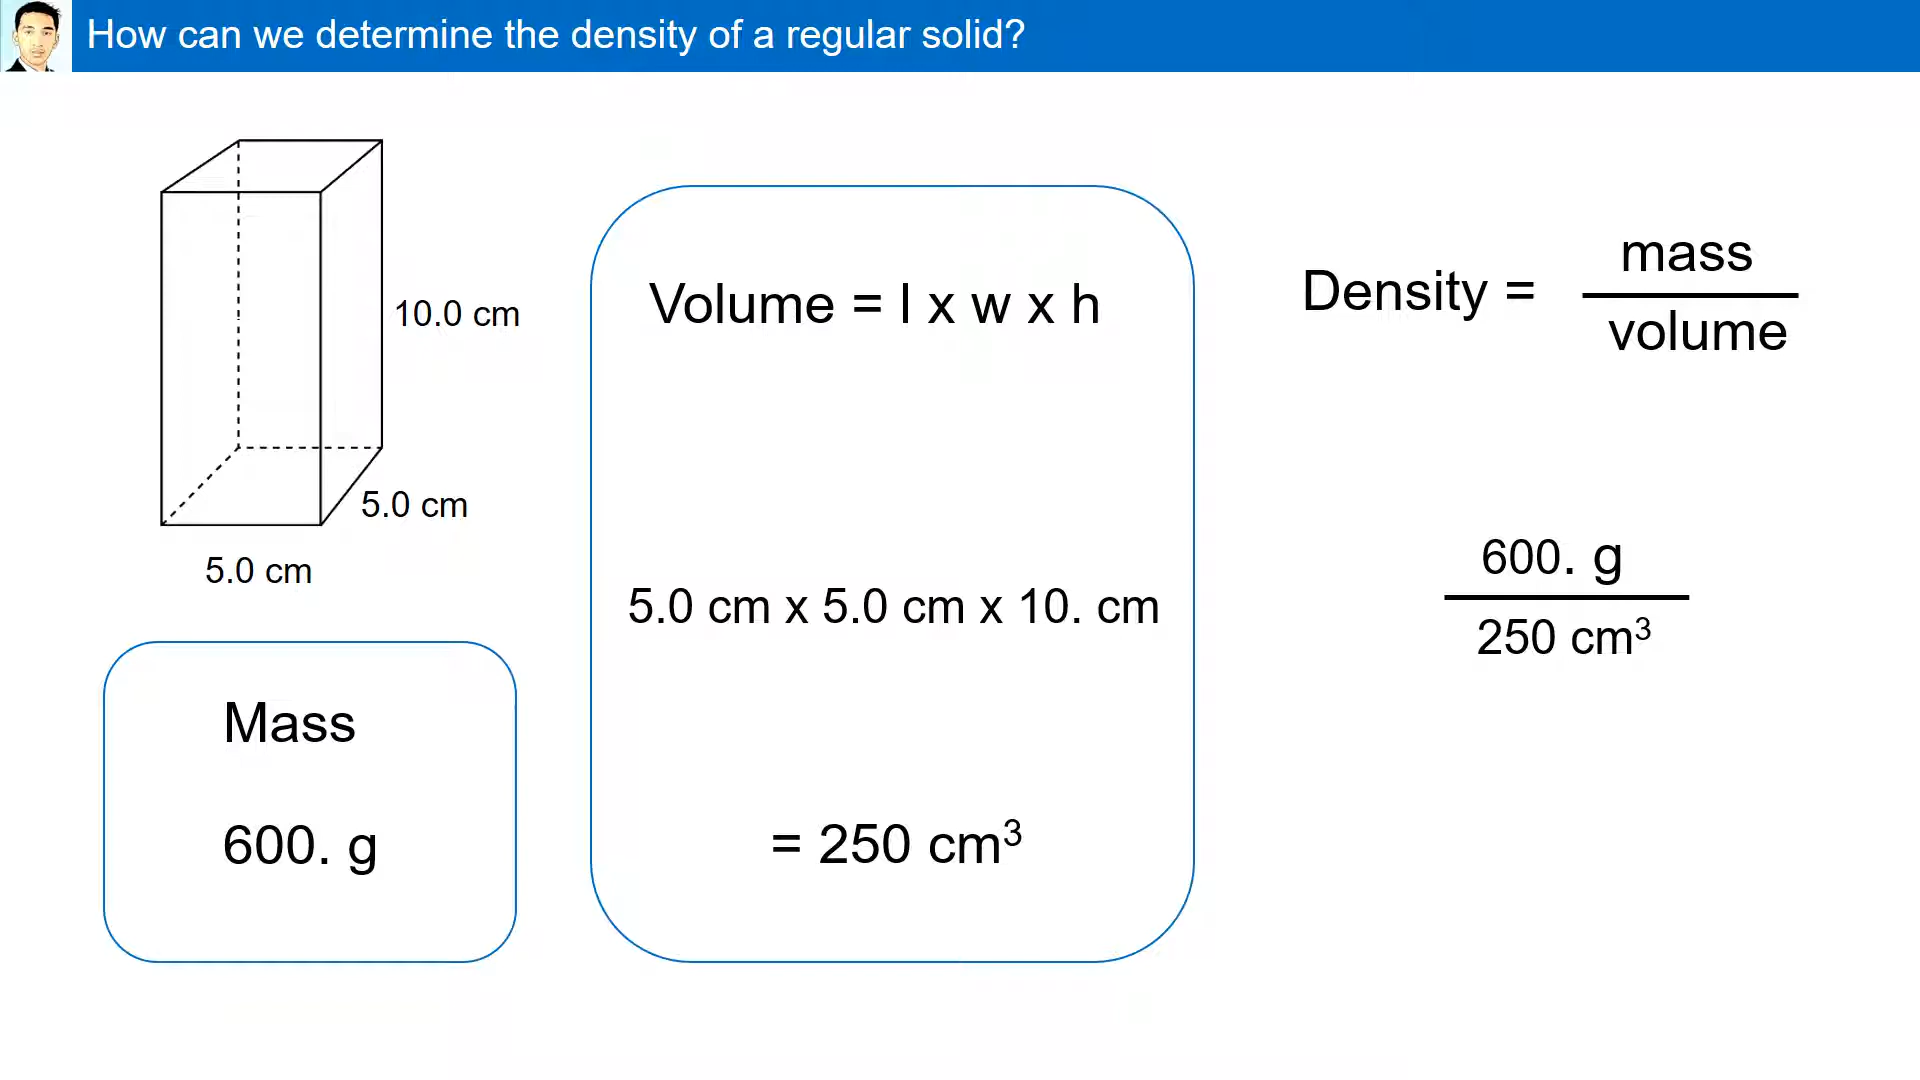 How can we determine the density of a regular solid?
10.0 cm
5.0 cm
5.0 cm
Mass
600. g
Volume = l x w x h
5.0 cm x 5.0 cm x 10. cm
= 250 cm³
Density = mass
volume
600. g
250 cm³